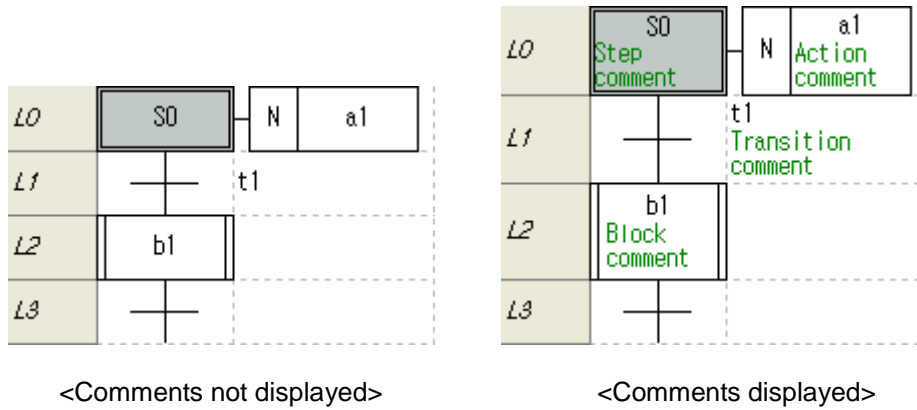 L0
S0
N
a1
L1
t1
L2
b1
L3
<Comments not displayed>
L0
S0
Step
comment
N
a1
Action
comment
L1
t1
Transition
comment
L2
b1
Block
comment
L3
<Comments displayed>